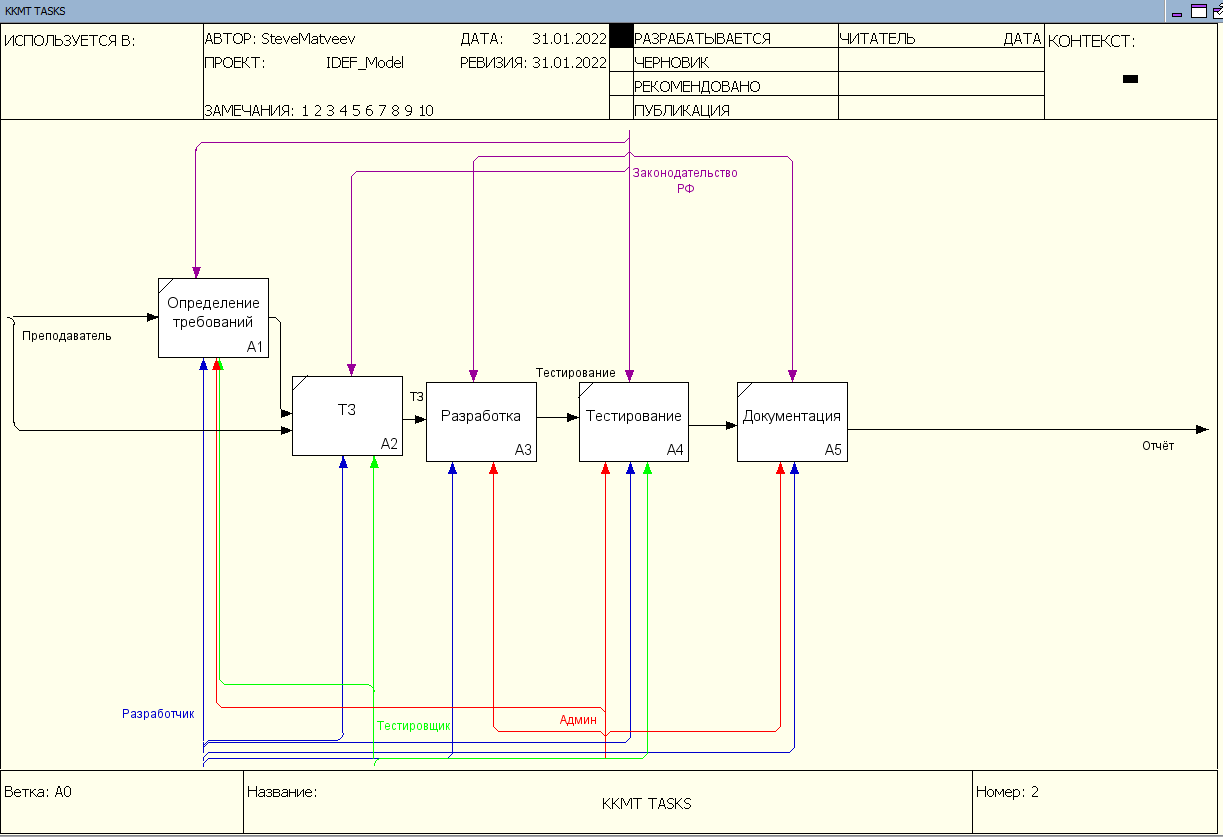 KKMT TASKS
ИСПОЛЬЗУЕТСЯ В:
АВТОР: SteveMatveev
ДАТА: 31.01.2022
ПРОЕКТ: IDEF_Model
РЕВИЗИЯ: 31.01.2022
ЗАМЕЧАНИЯ: 1 2 3 4 5 6 7 8 9 10
РАЗРАБАТЫВАЕТСЯ
ЧЕРНОВИК
РЕКОМЕНДОВАНО
ПУБЛИКАЦИЯ
ЧИТАТЕЛЬ
ДАТА
КОНТЕКСТ:
Законодательство
РФ
Определение
требований
A1
Преподаватель
ТЗ
A2
ТЗ
Разработка
A3
Тестирование
Тестирование
A4
Документация
A5
Отчёт
Разработчик
Тестировщик
Админ
Ветка: A0
Название:
KKMT TASKS
Номер: 2